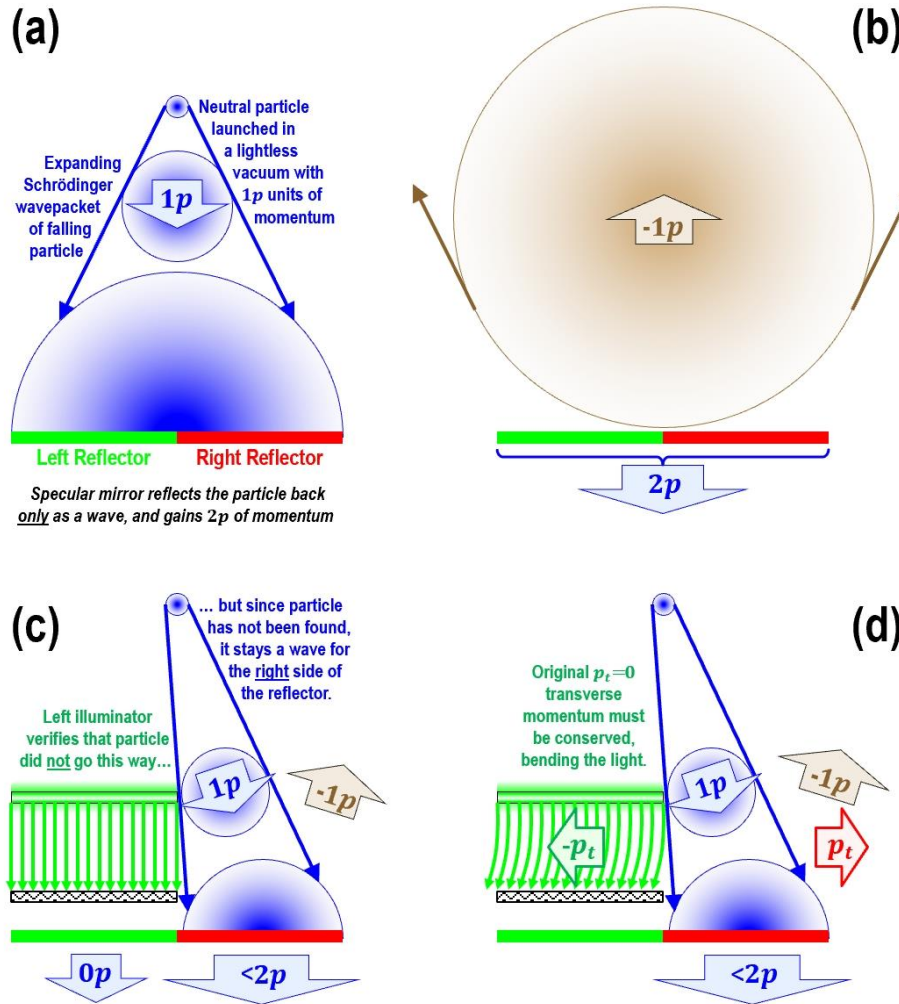 (a)
Neutral particle
launched in
a lightless
vacuum with
1p units of
momentum
Expanding
Schrödinger
wavepacket
of falling
particle
1p
Left Reflector
Right Reflector
Specular mirror reflects the particle back
only as a wave, and gains 2p of momentum
(b)
-1p
2p
(c)
... but since particle
has not been found,
it stays a wave for
the right side of
the reflector.
Left illuminator
verifies that particle
did not go this way...
1p
-1p
0p
<2p
(d)
Original pₜ=0
transverse
momentum must
be conserved,
bending the light.
1p
-1p
-pₜ
pₜ
<2p